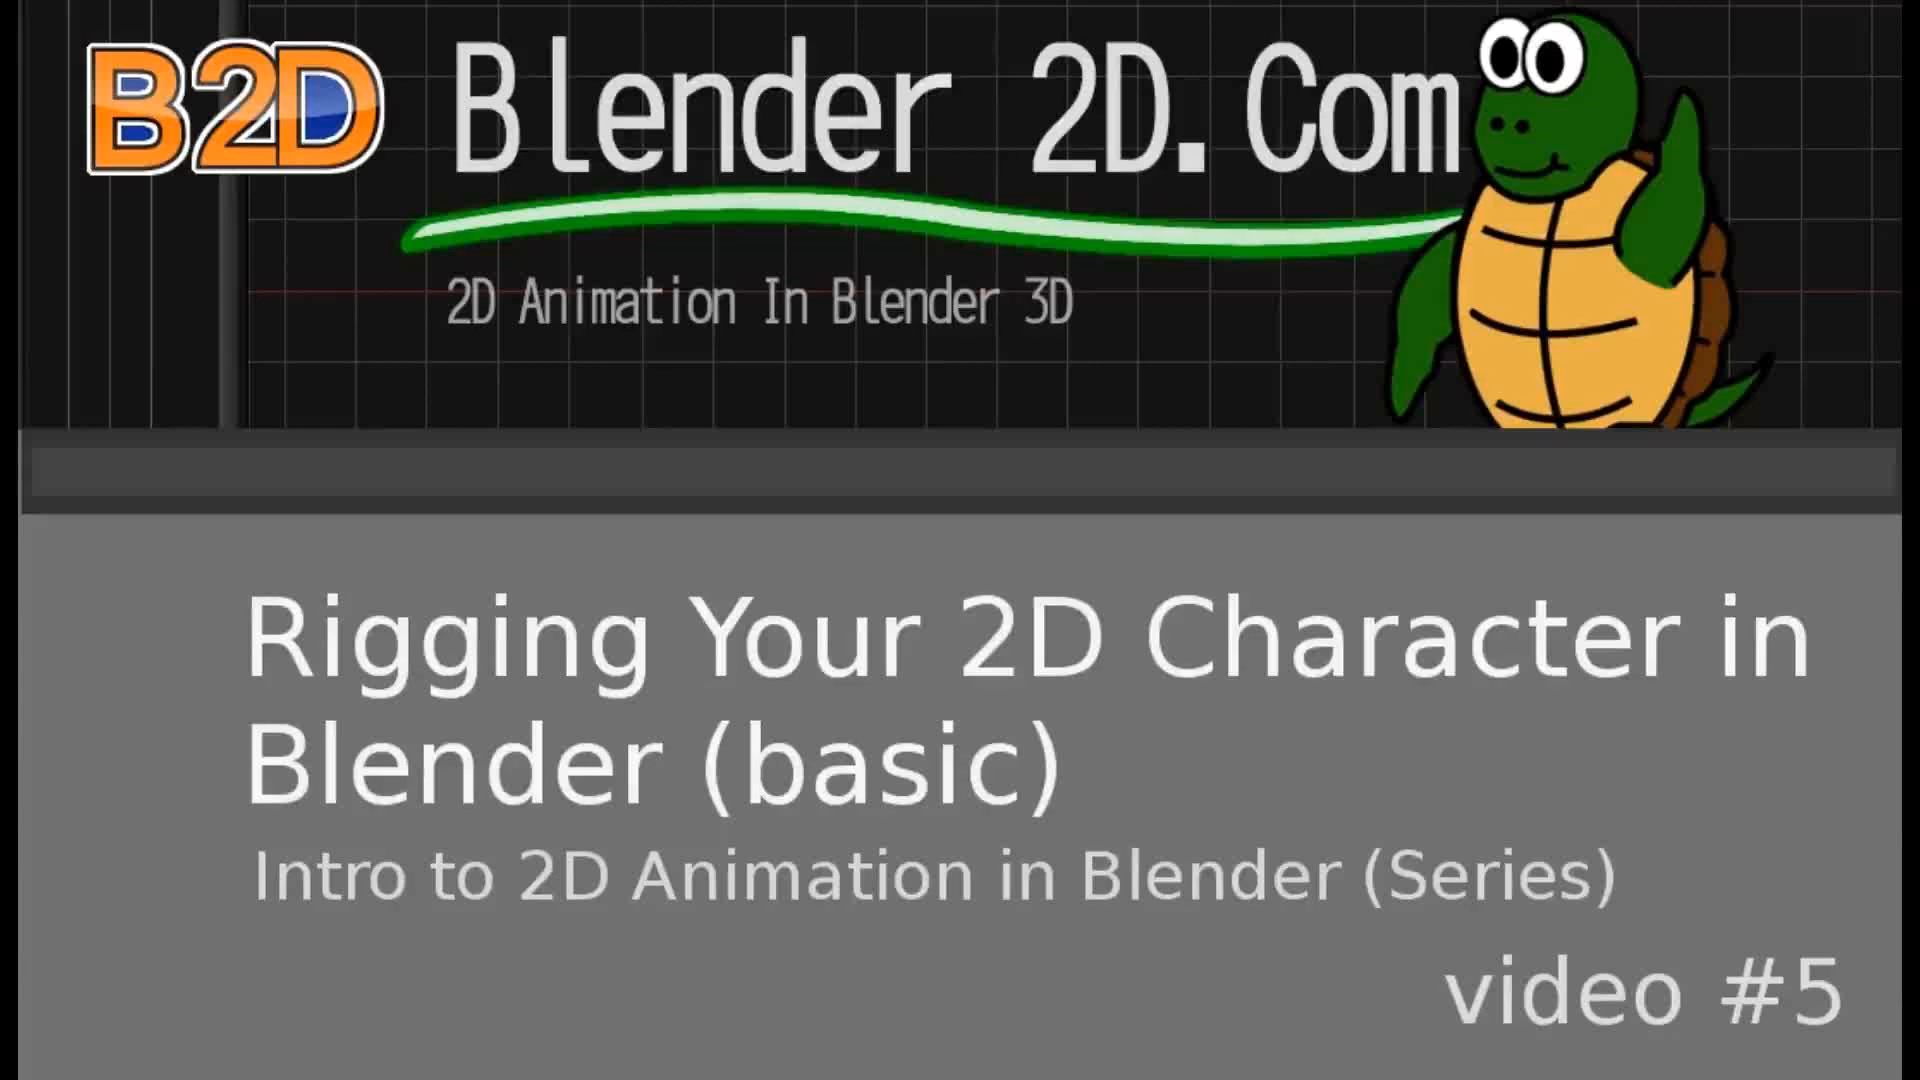 B2D Blender 2D.Com
2D Animation In Blender 3D
Rigging Your 2D Character in
Blender (basic)
Intro to 2D Animation in Blender (Series)
video #5